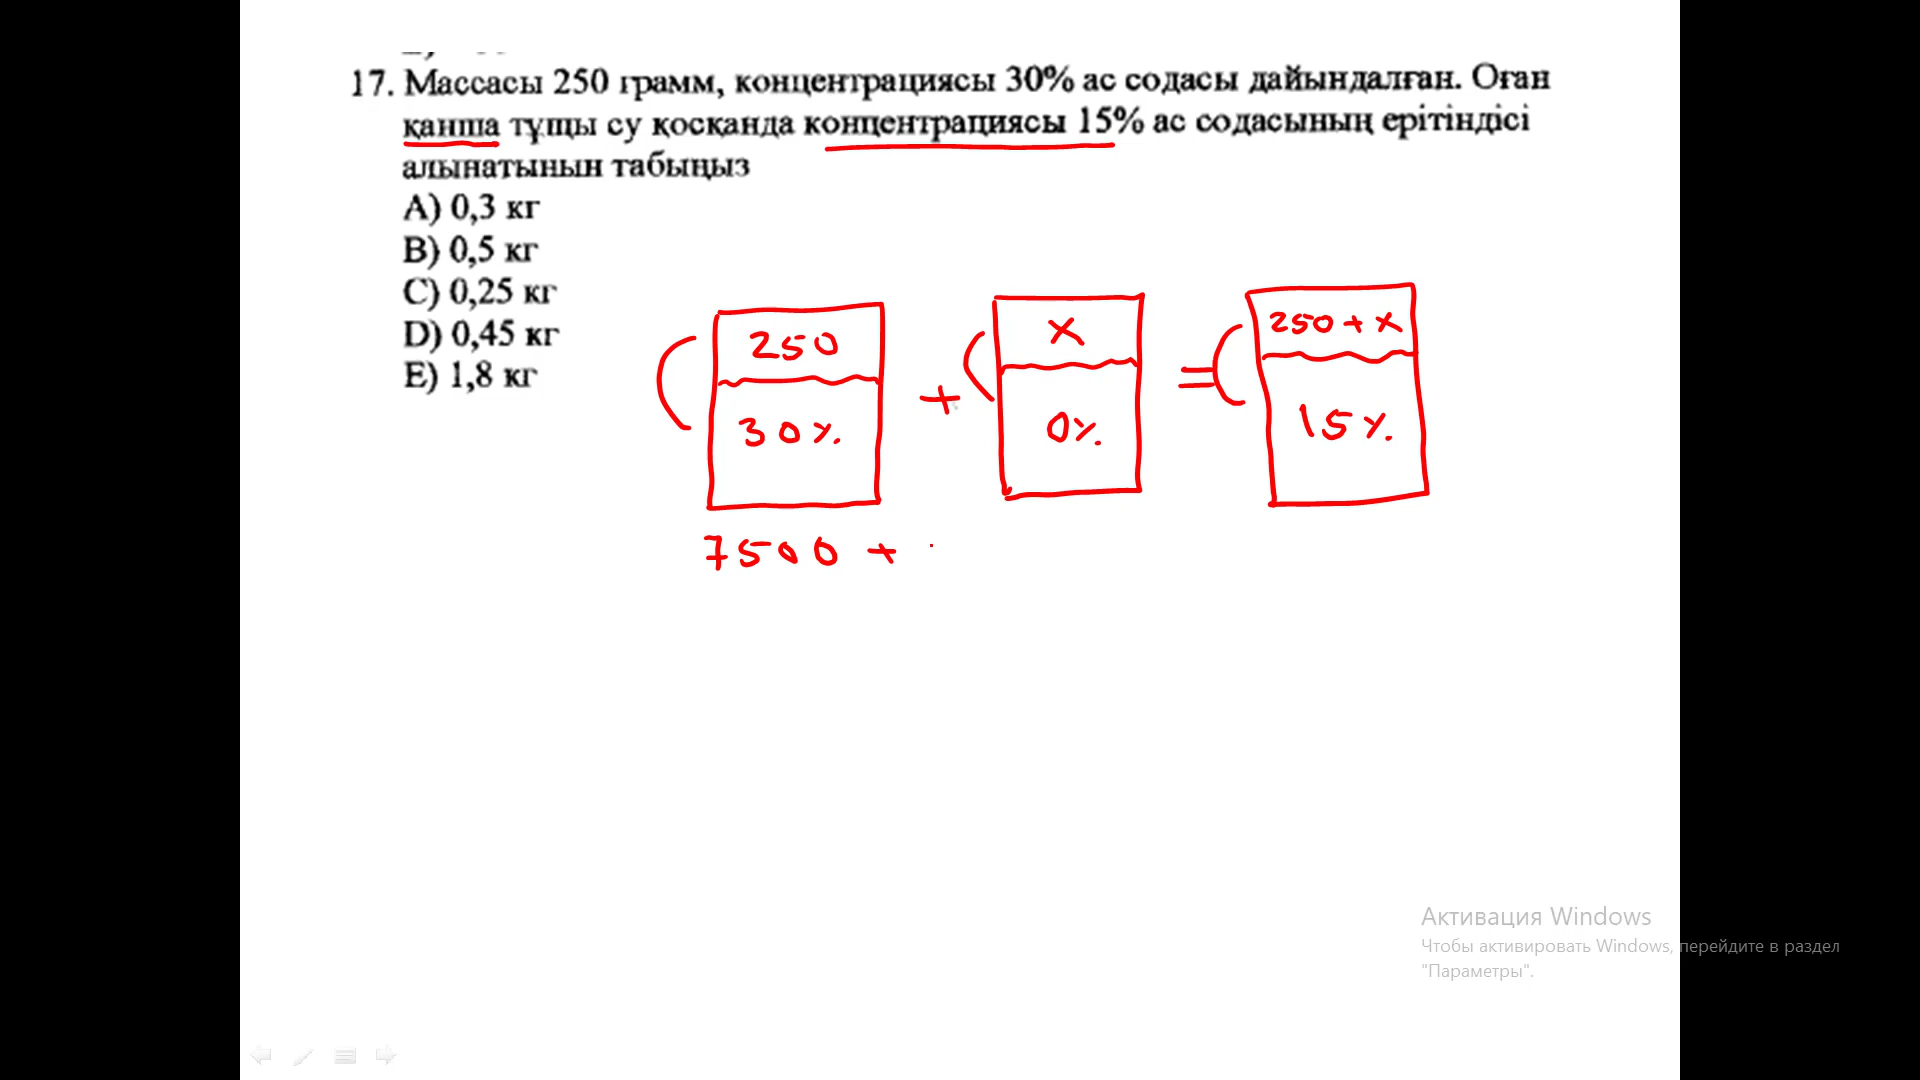 17. Массасы 250 грамм, концентрациясы 30% ас содасы дайындалған. Оған
қанша тұщы су қосқанда концентрациясы 15% ас содасының ерітіндісі
алынатынын табыңыз
A) 0,3 кг
B) 0,5 кг
C) 0,25 кг
D) 0,45 кг
E) 1,8 кг
250 x 250 + x
30% + 0% = 15%
7500 +
Активация Windows
Чтобы активировать Windows, перейдите в раздел
"Параметры".